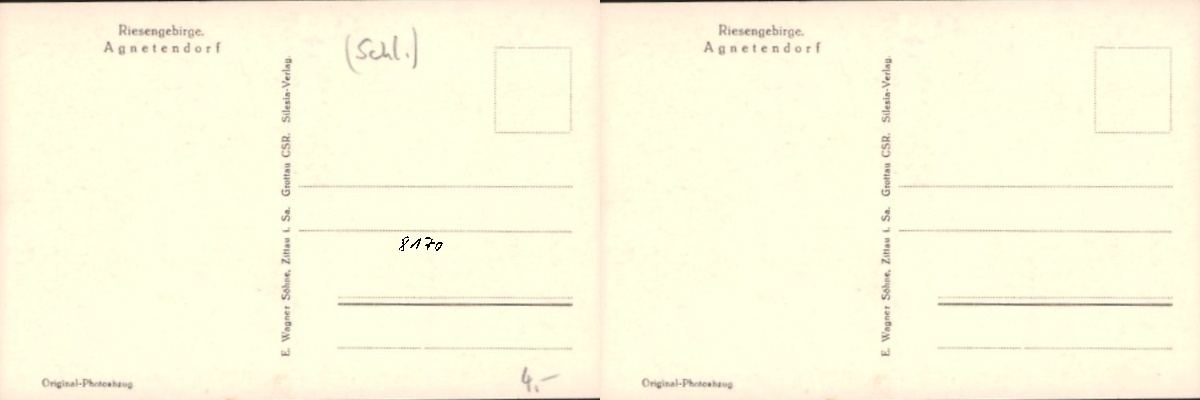 Riesengebirge.
Agnetendorf
(Schl.)
E. Wagner Söhne, Zittau i. Sa. Grottau CSR. Silesia-Verlag.
8170
4,-
Original-Photoabzug
Riesengebirge.
Agnetendorf
E. Wagner Söhne, Zittau i. Sa. Grottau CSR. Silesia-Verlag.
Original-Photoabzug